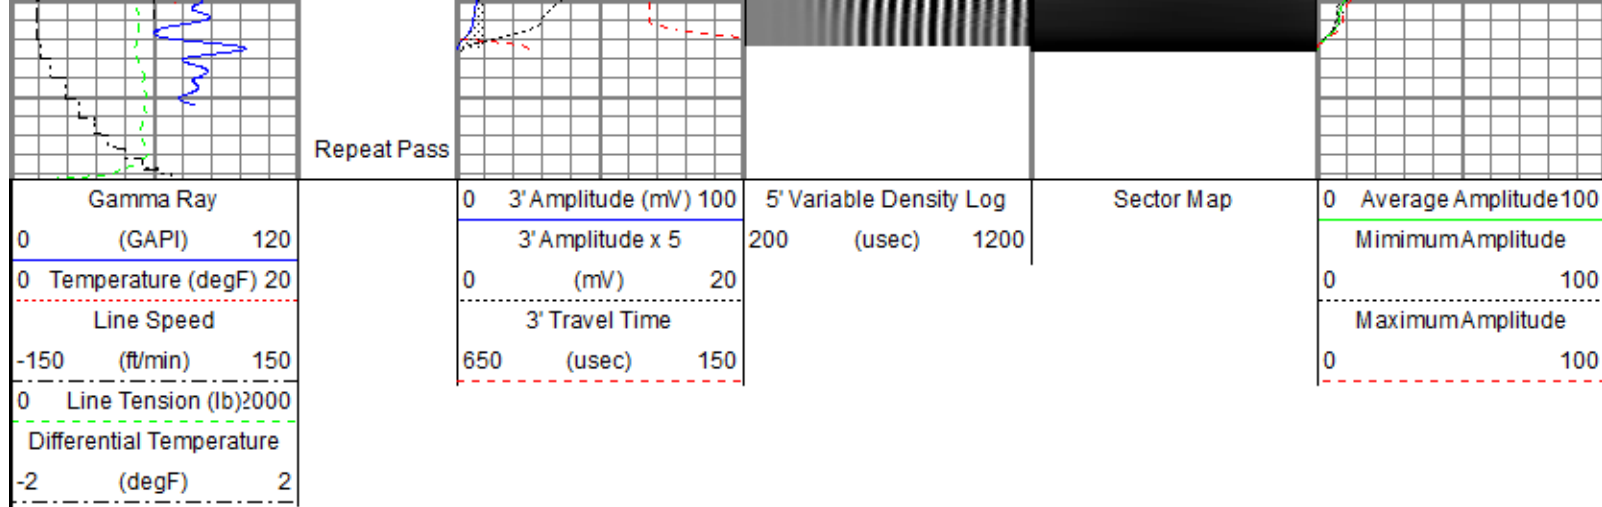 Repeat Pass
Gamma Ray
0 (GAPI) 120
0 Temperature (degF) 20
Line Speed
-150 (ft/min) 150
0 Line Tension (lb)2000
Differential Temperature
-2 (degF) 2
0 3' Amplitude (mV) 100
3' Amplitude x 5
0 (mV) 20
3' Travel Time
650 (usec) 150
5' Variable Density Log
200 (usec) 1200
Sector Map
0 Average Amplitude 100
Mimimum Amplitude
0 100
Maximum Amplitude
0 100